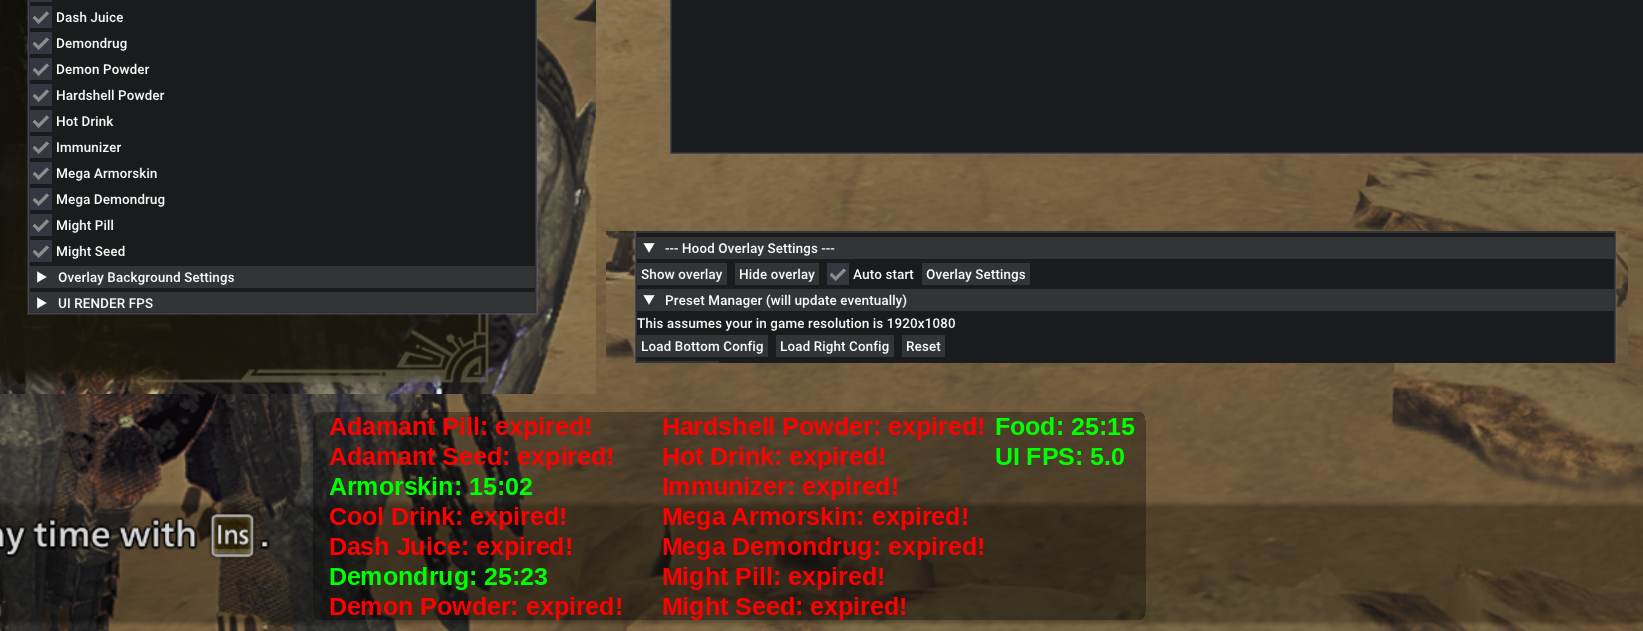 Dash Juice
Demondrug
Demon Powder
Hardshell Powder
Hot Drink
Immunizer
Mega Armorskin
Mega Demondrug
Might Pill
Might Seed
Overlay Background Settings
UI RENDER FPS
--- Hood Overlay Settings ---
Show overlay Hide overlay Auto start Overlay Settings
Preset Manager (will update eventually)
This assumes your in game resolution is 1920x1080
Load Bottom Config Load Right Config Reset
time with Ins .
Adamant Pill: expired!
Adamant Seed: expired!
Armorskin: 15:02
Cool Drink: expired!
Dash Juice: expired!
Demondrug: 25:23
Demon Powder: expired!
Hardshell Powder: expired!
Hot Drink: expired!
Immunizer: expired!
Mega Armorskin: expired!
Mega Demondrug: expired!
Might Pill: expired!
Might Seed: expired!
Food: 25:15
UI FPS: 5.0